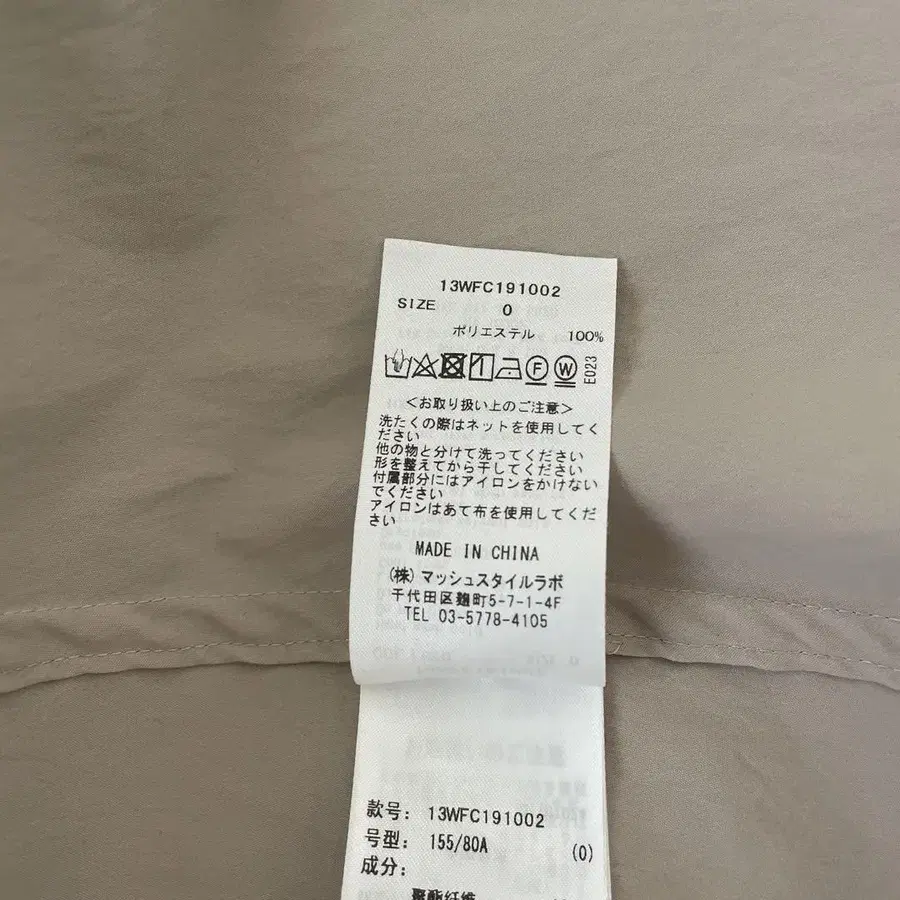 13WFC191002
SIZE 0
ポリエステル 100%
F W E023
<お取り扱い上のご注意>
洗たくの際はネットを使用してく
ださい
他の物と分けて洗ってください
形を整えてから干してください
付属部分にはアイロンをかけない
でください
アイロンはあて布を使用してくだ
さい
MADE IN CHINA
(株)マッシュスタイルラボ
千代田区麹町5-7-1-4F
TEL 03-5778-4105
款号: 13WFC191002
号型: 155/80A (0)
成分: